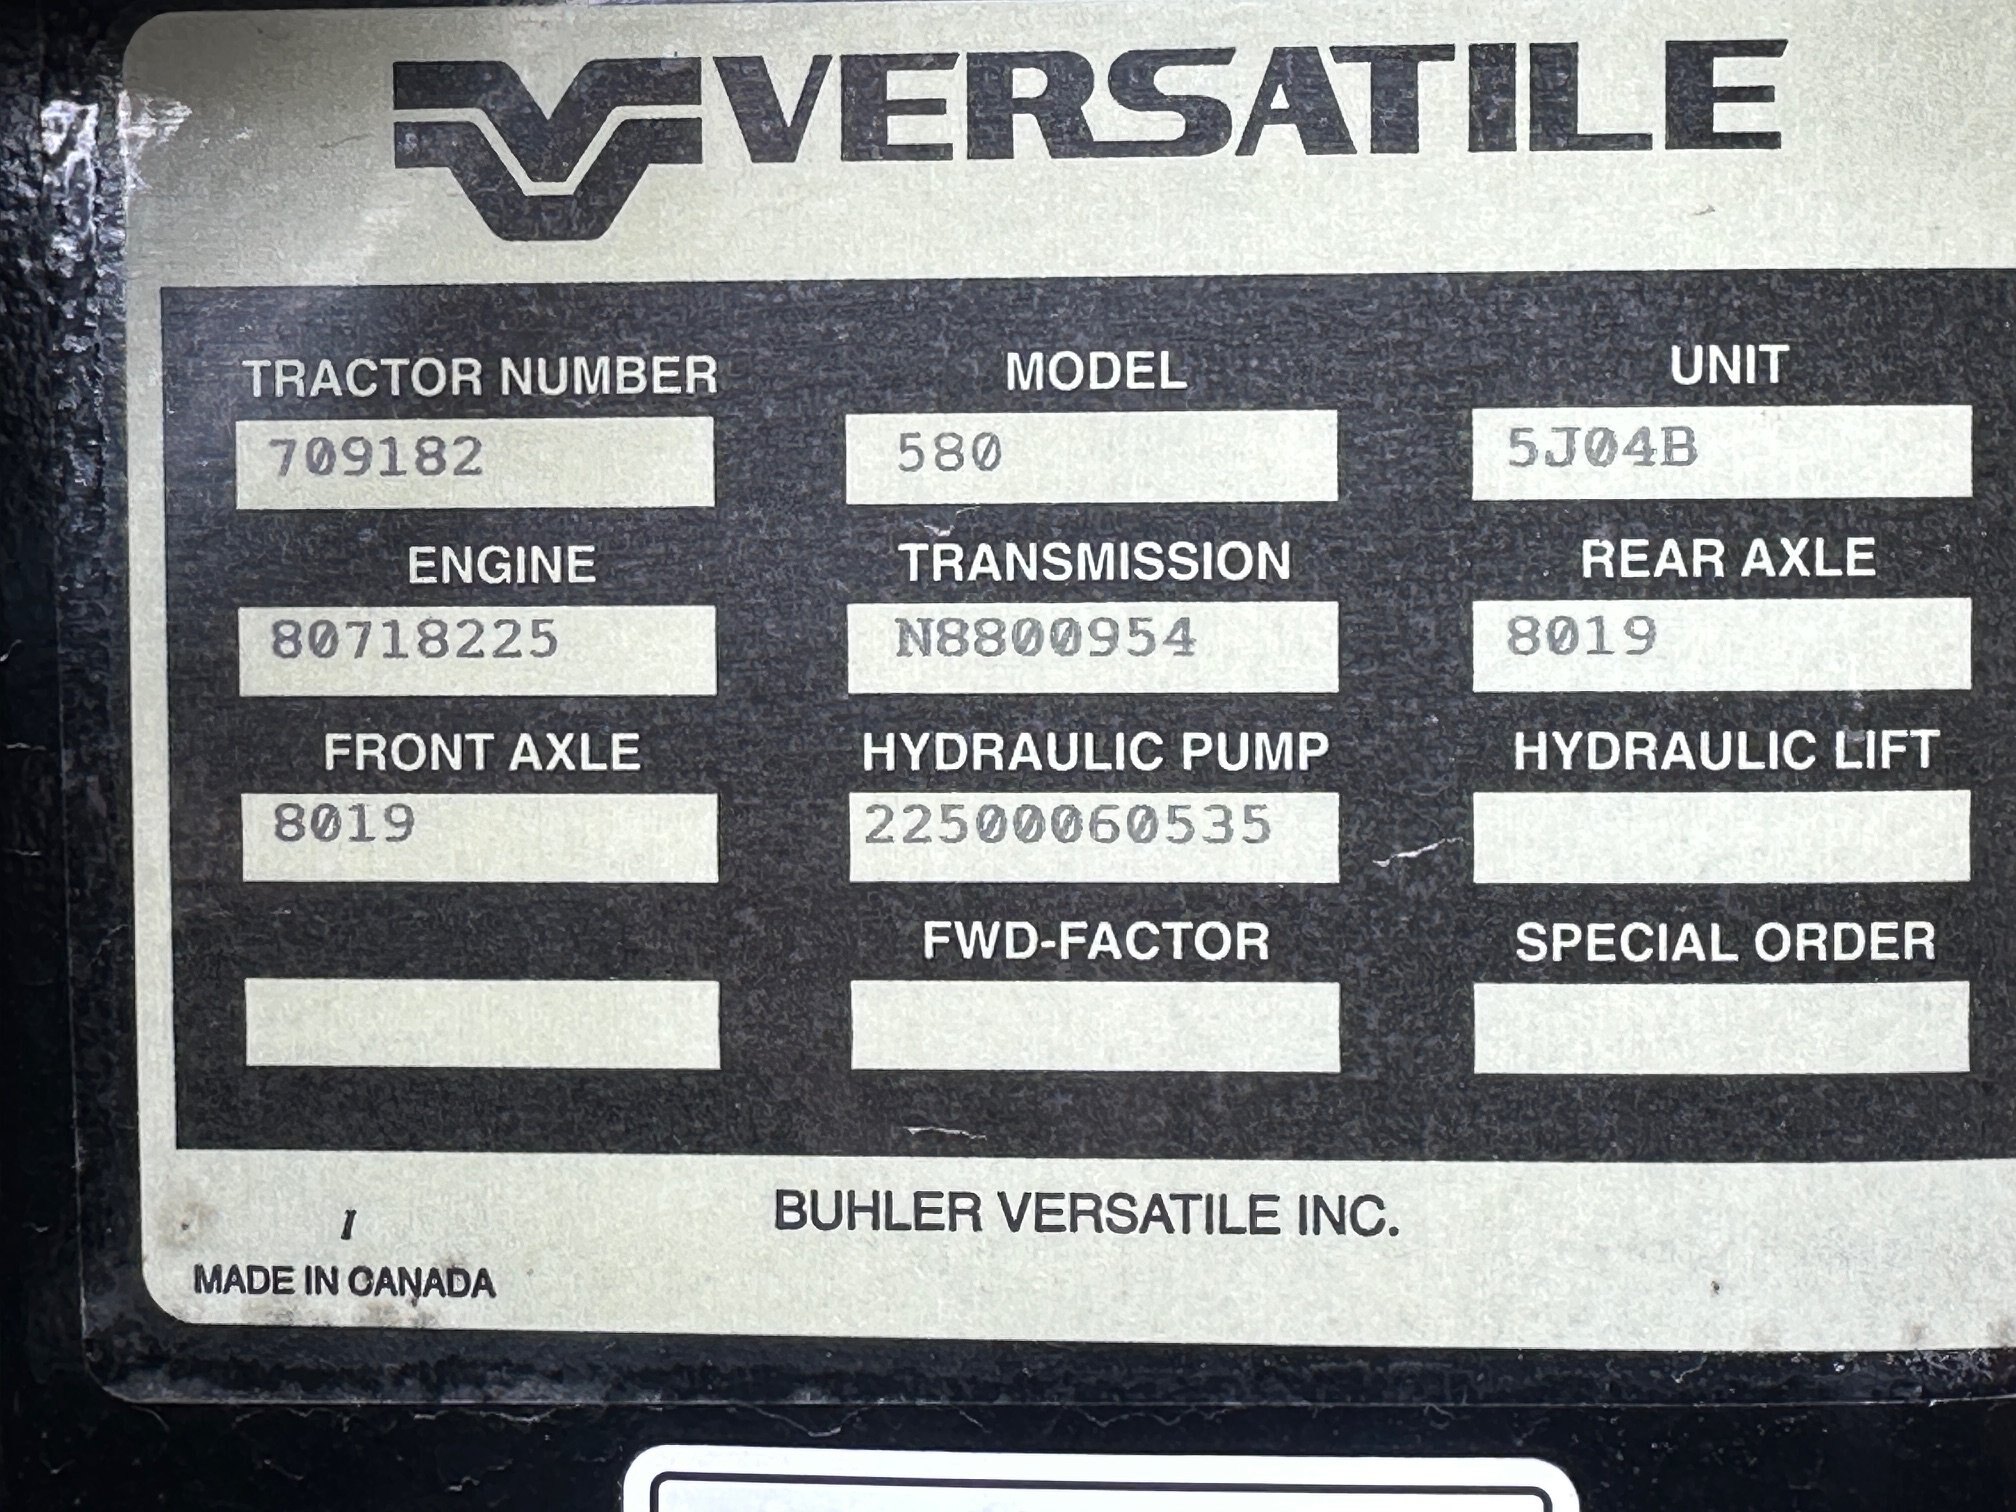 VERSATILE
TRACTOR NUMBER MODEL UNIT
709182 580 5J04B
ENGINE TRANSMISSION REAR AXLE
80718225 N8800954 8019
FRONT AXLE HYDRAULIC PUMP HYDRAULIC LIFT
8019 22500060535
FWD-FACTOR SPECIAL ORDER
BUHLER VERSATILE INC.
I
MADE IN CANADA